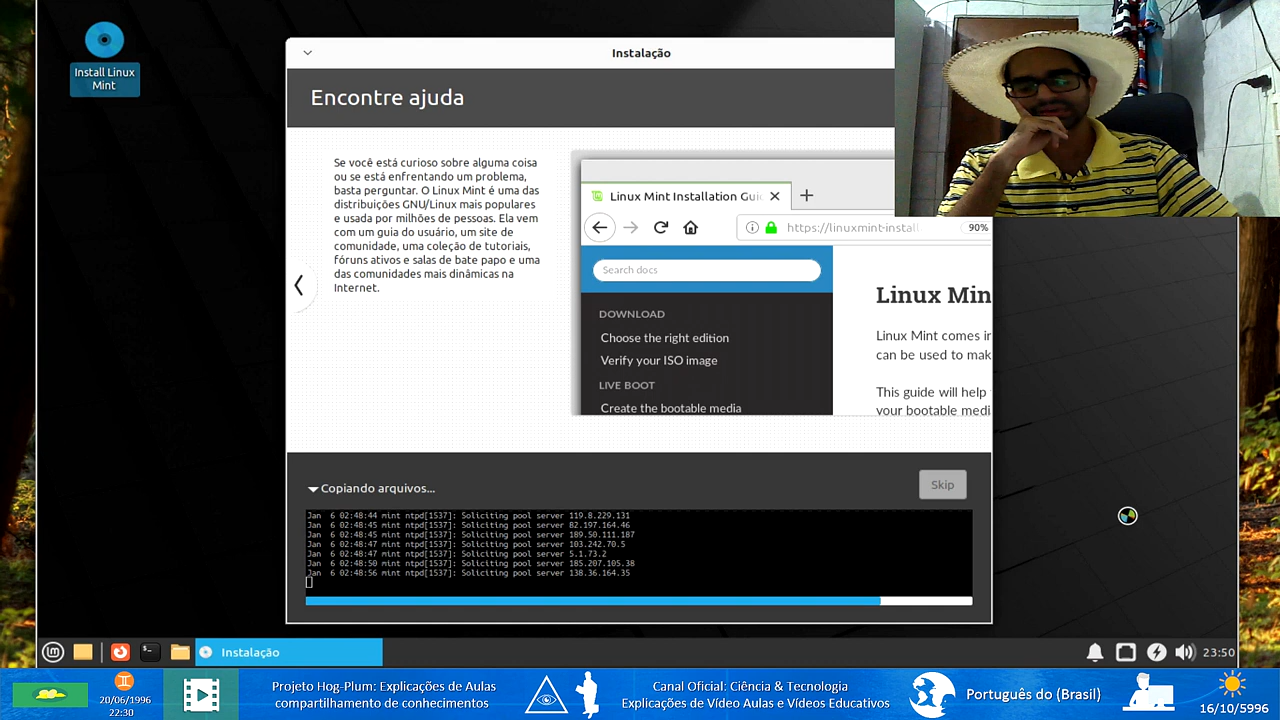 Install Linux
Mint
Instalação
Encontre ajuda
Se você está curioso sobre alguma coisa
ou se está enfrentando um problema,
basta perguntar. O Linux Mint é uma das
distribuições GNU/Linux mais populares
e usada por milhões de pessoas. Ela vem
com um guia do usuário, um site de
comunidade, uma coleção de tutoriais,
fóruns ativos e salas de bate papo e uma
das comunidades mais dinâmicas na
Internet.
Linux Mint Installation Gui
https://linuxmint-install
90%
Search docs
DOWNLOAD
Choose the right edition
Verify your ISO image
LIVE BOOT
Create the bootable media
Linux Min
Linux Mint comes in
can be used to mak
This guide will help
your bootable medi
Copiando arquivos...
Skip
Jan 6 02:48:44 mint ntpd[1537]: Soliciting pool server 119.8.229.131
Jan 6 02:48:45 mint ntpd[1537]: Soliciting pool server 82.197.164.46
Jan 6 02:48:45 mint ntpd[1537]: Soliciting pool server 189.50.111.187
Jan 6 02:48:47 mint ntpd[1537]: Soliciting pool server 103.242.70.5
Jan 6 02:48:47 mint ntpd[1537]: Soliciting pool server 5.1.73.2
Jan 6 02:48:50 mint ntpd[1537]: Soliciting pool server 185.207.105.38
Jan 6 02:48:56 mint ntpd[1537]: Soliciting pool server 138.36.164.35
Instalação
23:50
20/06/1996
22:30
Projeto Hog-Plum: Explicações de Aulas
compartilhamento de conhecimentos
Canal Oficial: Ciência & Tecnologia
Explicações de Vídeo Aulas e Vídeos Educativos
Português do (Brasil)
16/10/5996